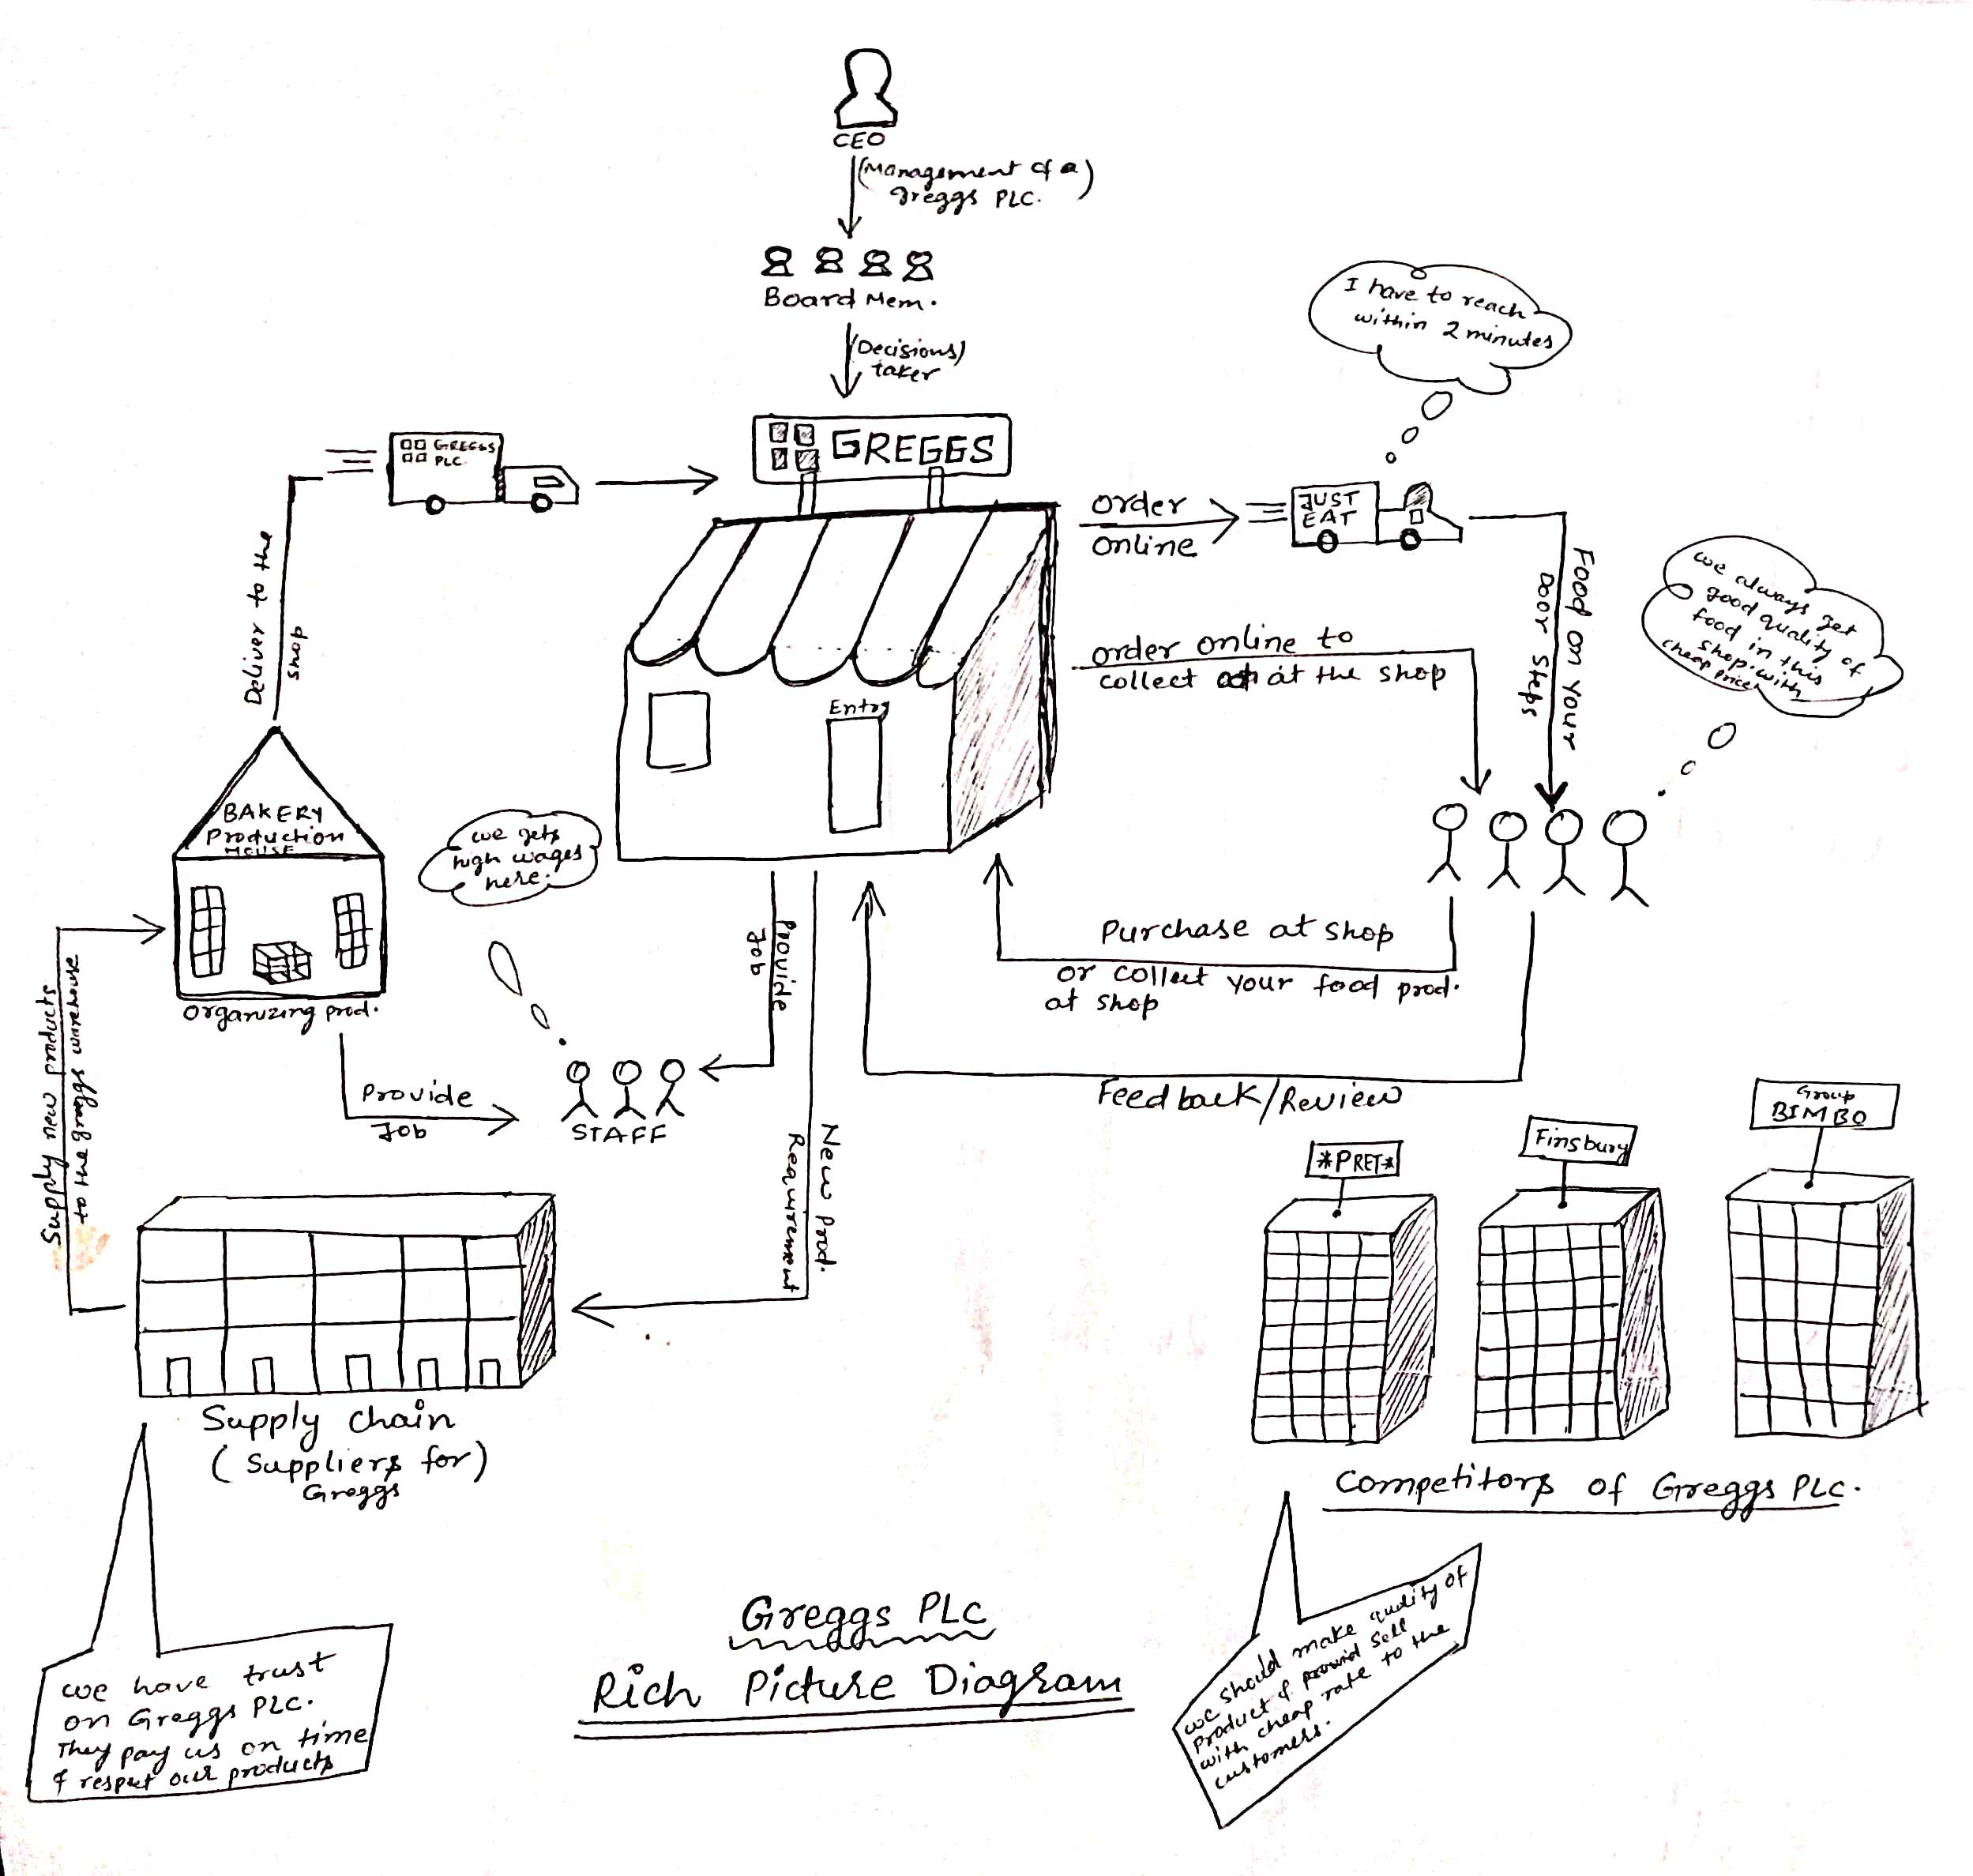 CEO
(Management of a)
Greggs PLC.
Board Mem.
(Decisions)
taker
I have to reach
within 2 minutes
GREGGS
PLC.
GREGGS
order
online
JUST
EAT
Food on your
Door steps
we always get
good quality of
food in this
shop. with
cheap price
Deliver to the
shop
order online to
collect at the shop
Entry
BAKERY
Production
HOUSE
organizing prod.
we gets
high wages
here.
Provide
Job
Purchase at shop
or collect your food prod.
at shop
Feedback/Review
Provide
Job
STAFF
New prod.
Requirement
Supply new products
to the greggs warehouse
*PRET*
Finsbury
Group
BIMBO
Supply chain
(Suppliers for)
Greggs
Competitors of Greggs PLC.
we have trust
on Greggs PLC.
They pay us on time
& respect our products
we should make quality of
product & sell
with cheap rate to the
customers.
Greggs PLC
Rich Picture Diagram